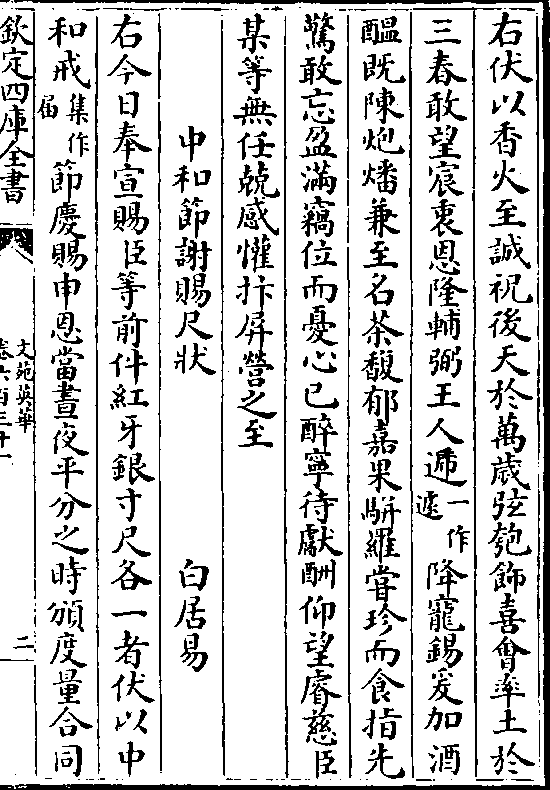 右伏以香火至誠祝後天於萬歲弦匏飾喜會率土於
三春敢望宸衷恩隆輔弼王人遞一作遽降寵錫爰加酒
醖既陳炮燔兼至名茶馥郁嘉果駢羅嘗珍而食指先
驚敢忘盈滿竊位而憂心已醉寧待獻酬仰望睿慈臣
某等無任兢感懽抃屏營之至
中和節謝賜尺狀 白居易
右今日奉宣賜臣等前件紅牙銀寸尺各一者伏以中
和戒集作届節慶賜申恩當晝夜平分之時頒度量合同
欽定四庫全書
文苑英華
卷六百三十一
二